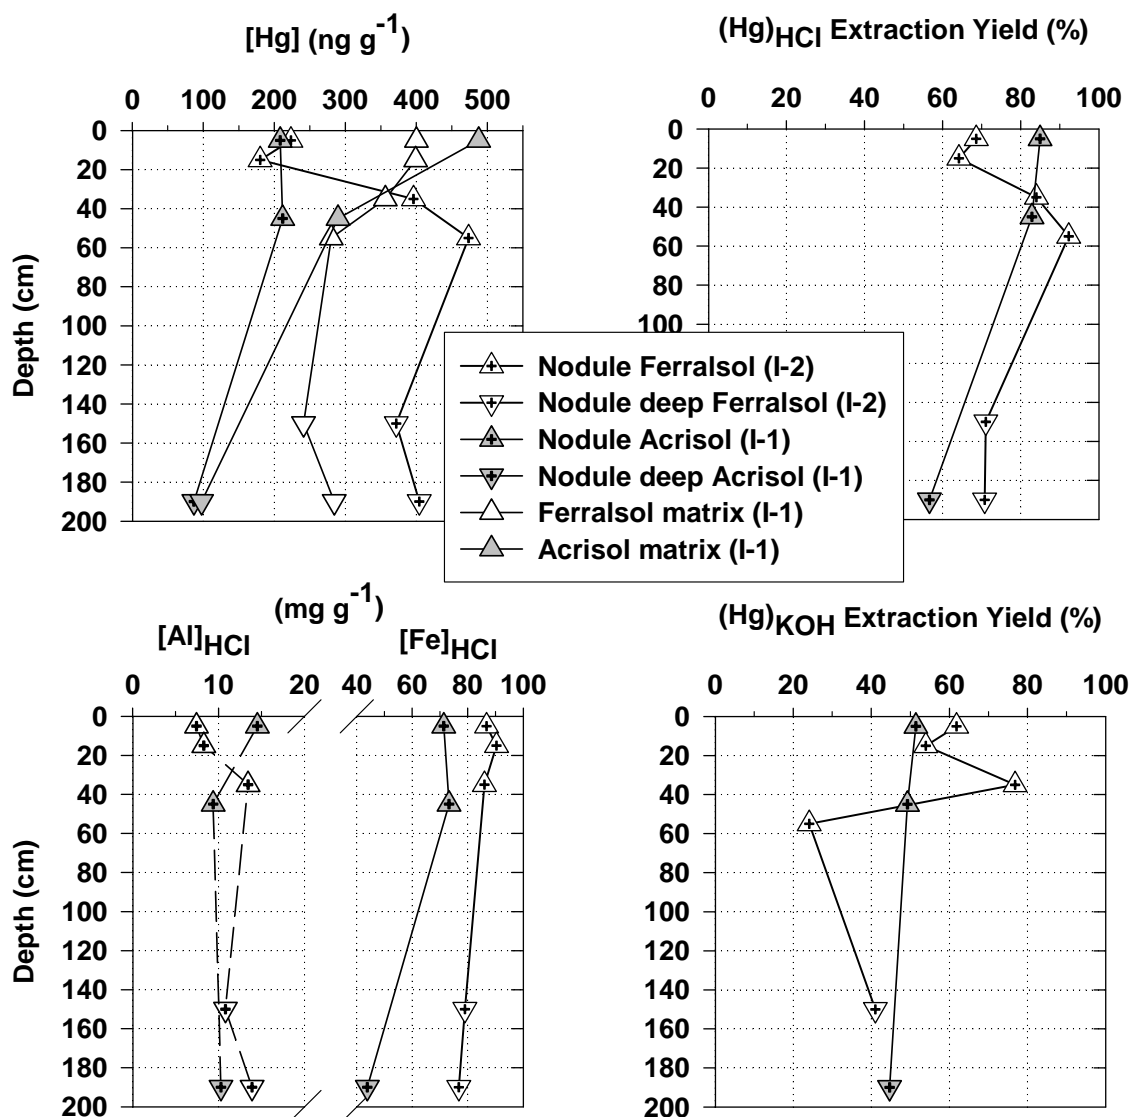 [Hg] (ng g-1)
0 100 200 300 400 500
0
20
40
60
80
100
120
140
160
180
200
Depth (cm)
(Hg)HCl Extraction Yield (%)
0 20 40 60 80 100
0
20
40
60
80
100
Nodule Ferralsol (I-2)
Nodule deep Ferralsol (I-2)
Nodule Acrisol (I-1)
Nodule deep Acrisol (I-1)
Ferralsol matrix (I-1)
Acrisol matrix (I-1)
(mg g-1)
[Al]HCl [Fe]HCl
0 10 20 40 60 80 100
0
20
40
60
80
100
120
140
160
180
200
Depth (cm)
(Hg)KOH Extraction Yield (%)
0 20 40 60 80 100
0
20
40
60
80
100
120
140
160
180
200